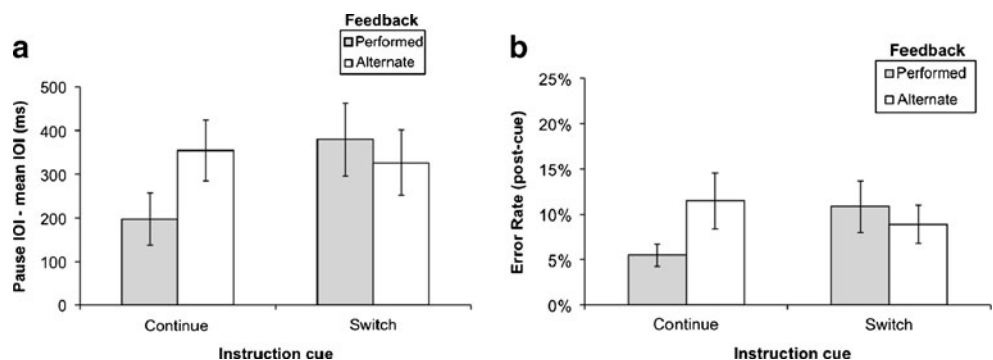 a
Feedback
Performed
Alternate
Pause IOI - mean IOI (ms)
500
400
300
200
100
0
Continue
Switch
Instruction cue
b
Feedback
Performed
Alternate
Error Rate (post-cue)
25%
20%
15%
10%
5%
0%
Continue
Switch
Instruction cue